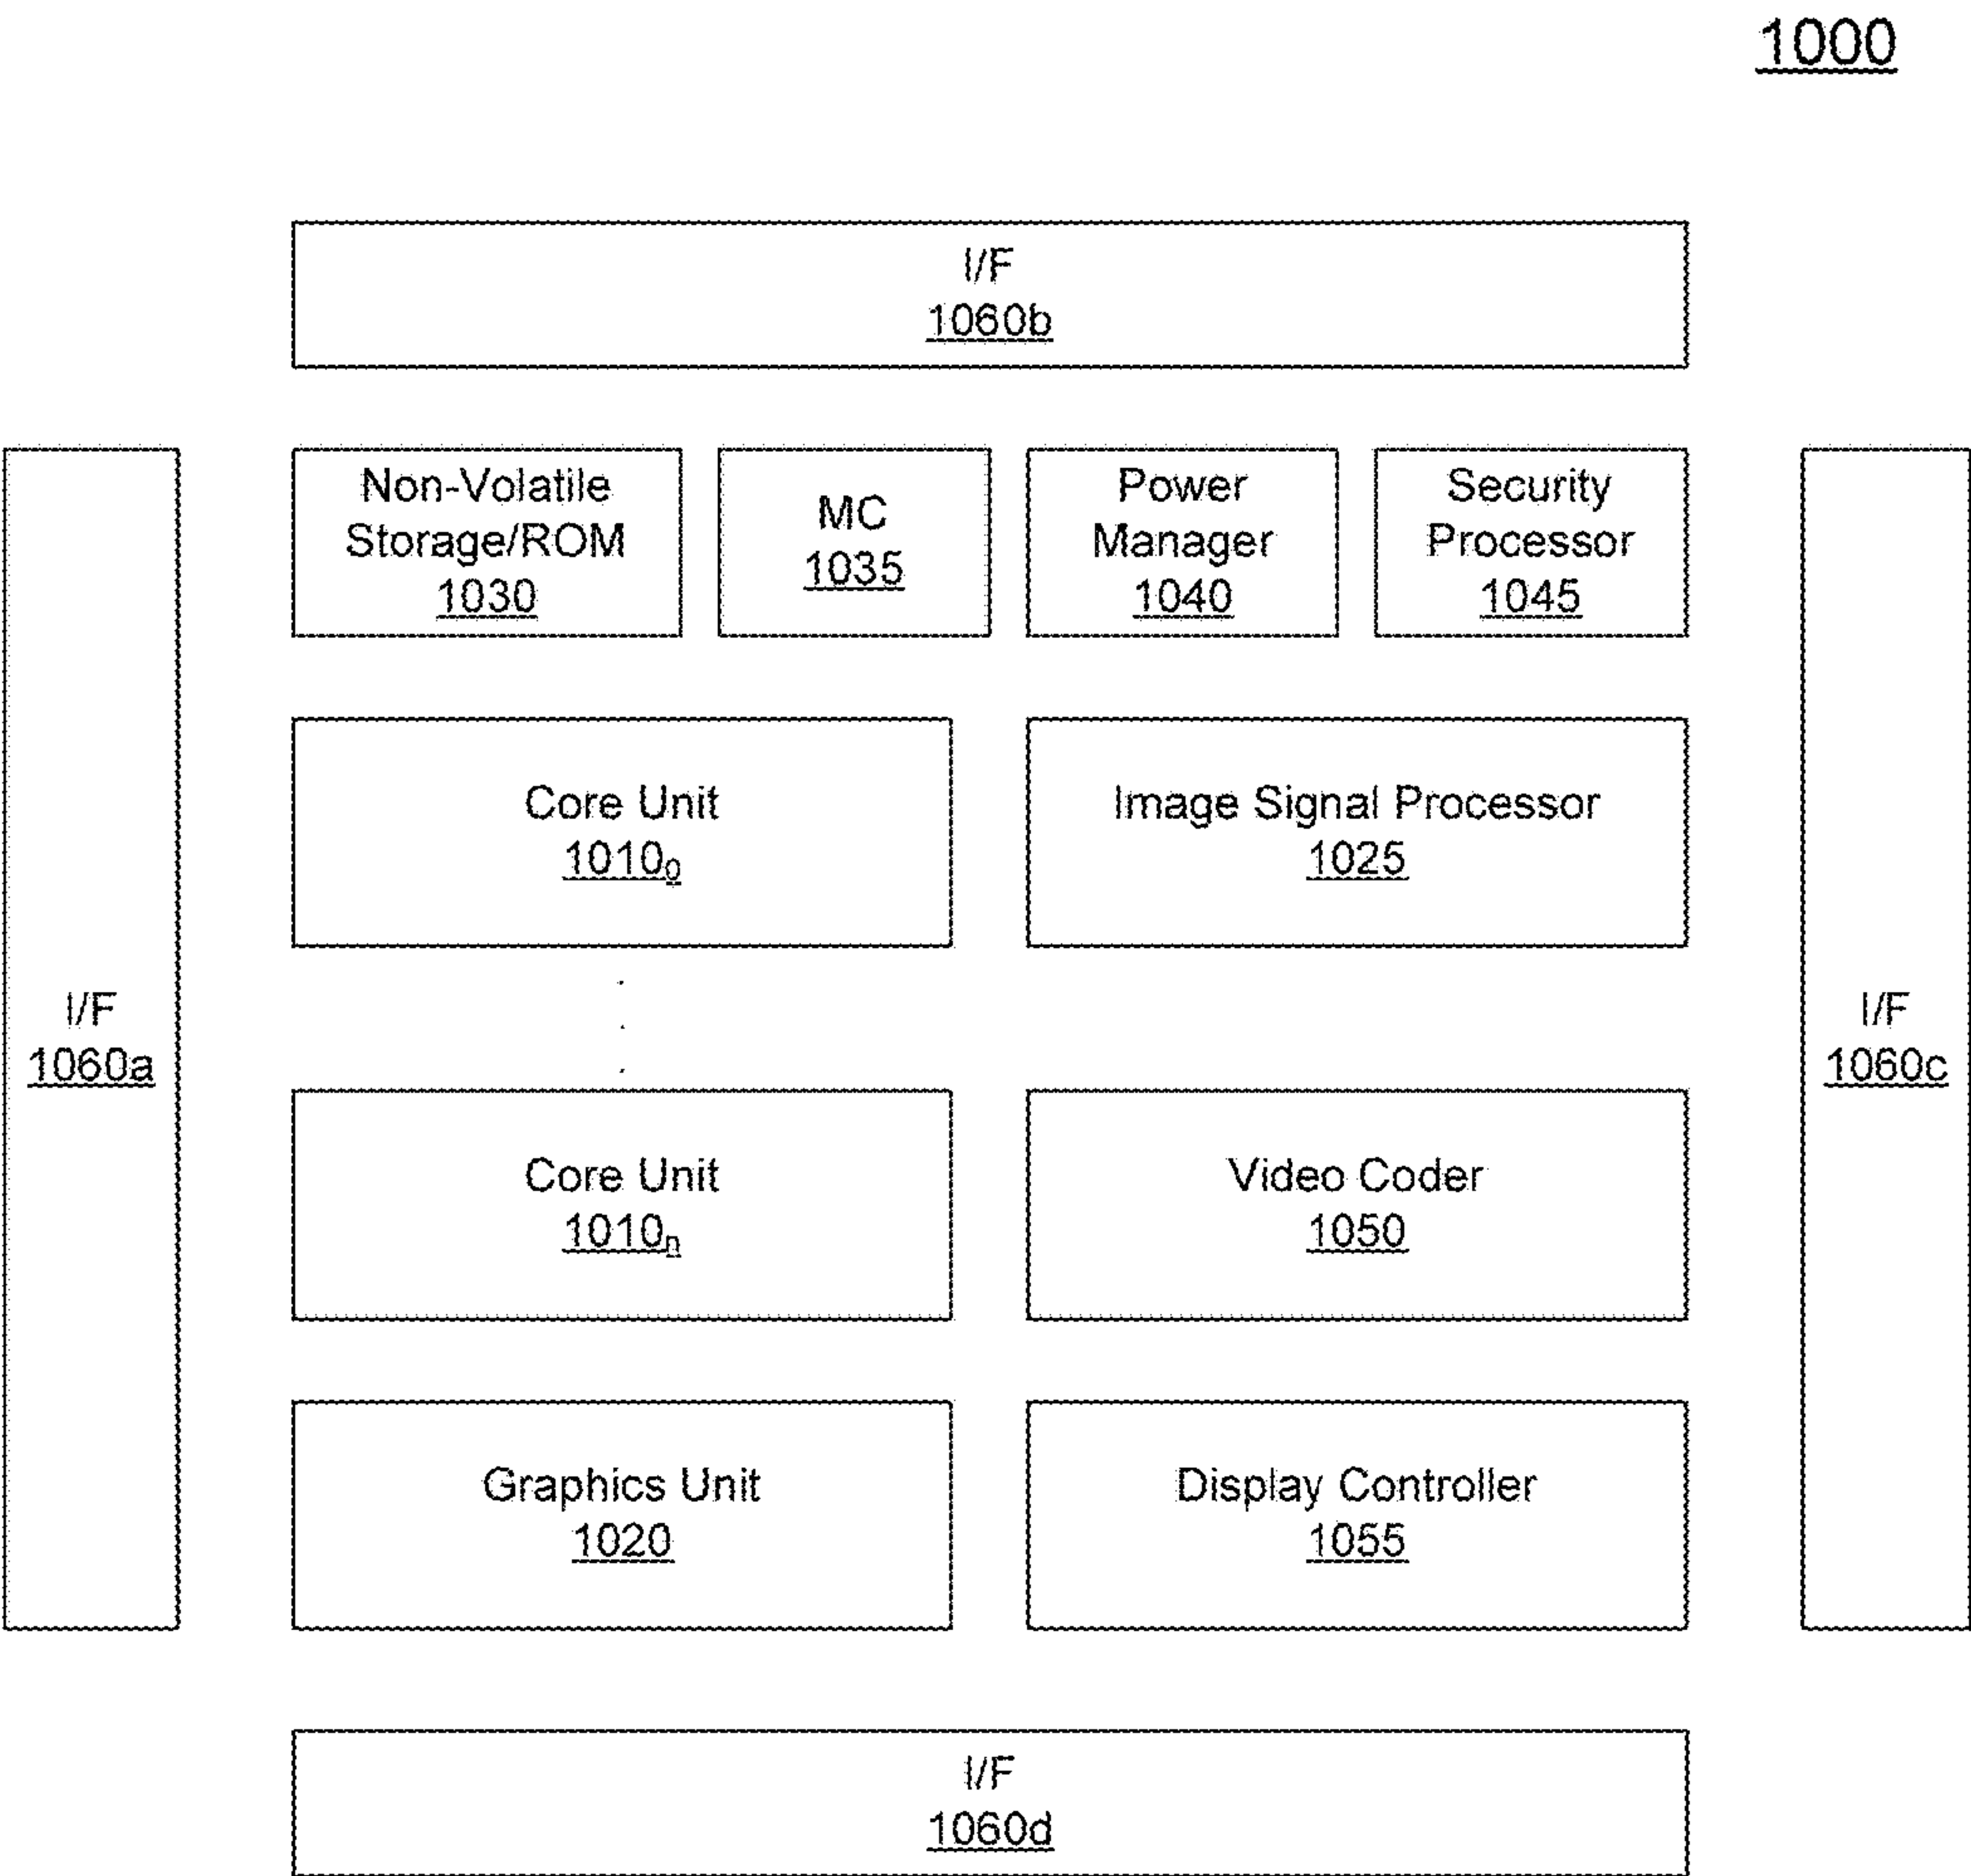 1000
I/F
1060b
Non-Volatile
Storage/ROM
1030
MC
1035
Power
Manager
1040
Security
Processor
1045
Core Unit
1010₀
Image Signal Processor
1025
I/F
1060a
I/F
1060c
Core Unit
1010ₙ
Video Coder
1050
Graphics Unit
1020
Display Controller
1055
I/F
1060d